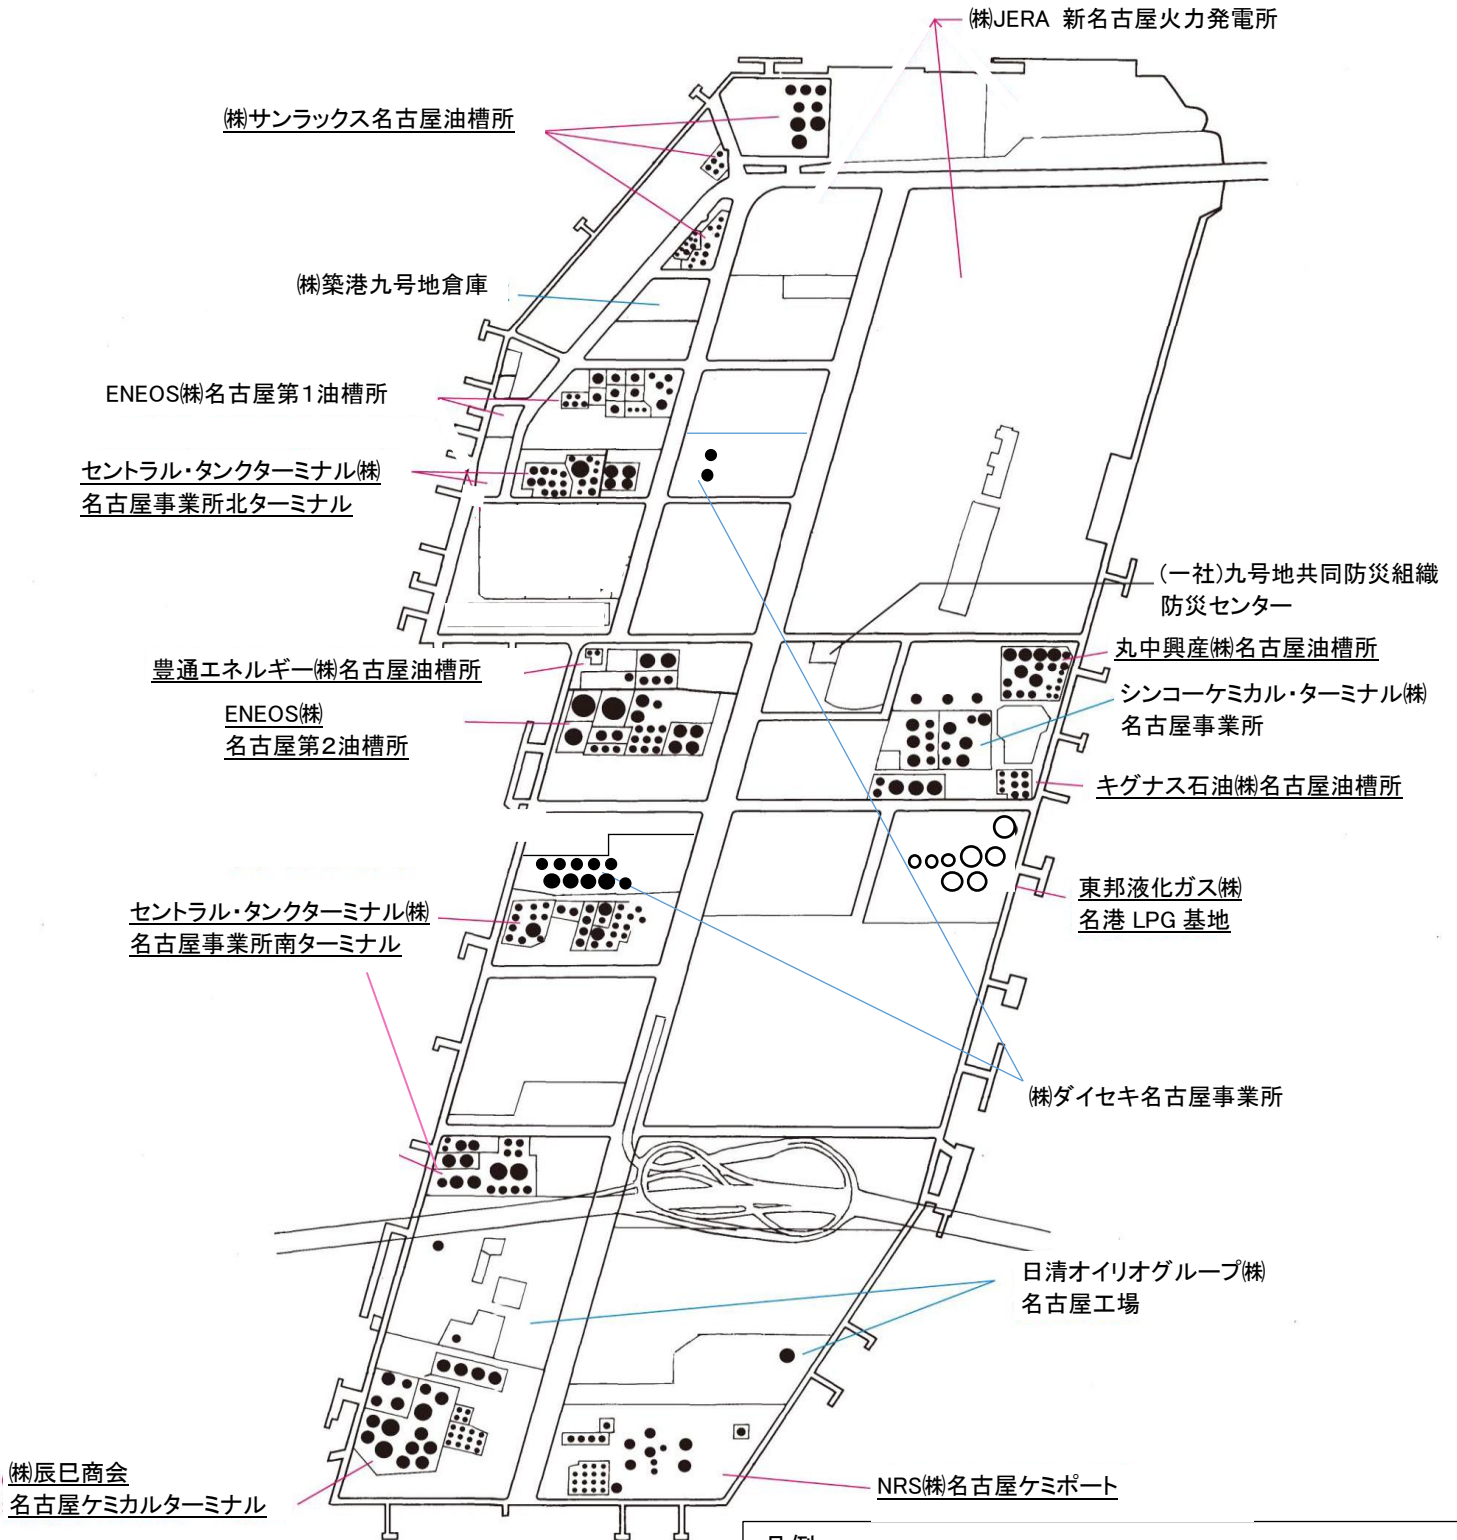 ㈱JERA 新名古屋火力発電所
㈱サンラックス名古屋油槽所
㈱築港九号地倉庫
ENEOS㈱名古屋第1油槽所
セントラル・タンクターミナル㈱
名古屋事業所北ターミナル
(一社)九号地共同防災組織
防災センター
丸中興産㈱名古屋油槽所
豊通エネルギー㈱名古屋油槽所
シンコーケミカル・ターミナル㈱
名古屋事業所
ENEOS㈱
名古屋第2油槽所
キグナス石油㈱名古屋油槽所
東邦液化ガス㈱
名港 LPG 基地
セントラル・タンクターミナル㈱
名古屋事業所南ターミナル
㈱ダイセキ名古屋事業所
日清オイリオグループ㈱
名古屋工場
㈱辰巳商会
名古屋ケミカルターミナル
NRS㈱名古屋ケミポート